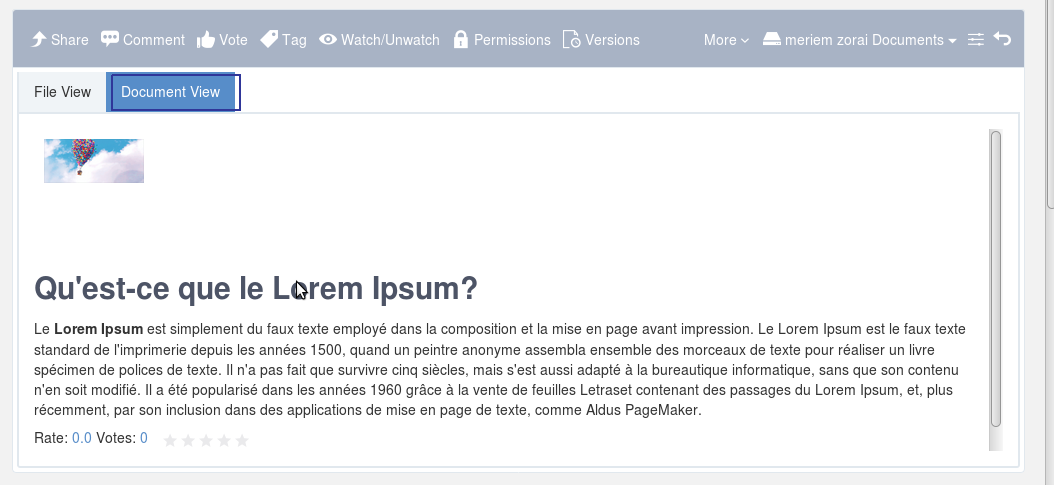 Share Comment Vote Tag Watch/Unwatch Permissions Versions More meriem zorai Documents
File View Document View
Qu'est-ce que le Lorem Ipsum?
Le Lorem Ipsum est simplement du faux texte employé dans la composition et la mise en page avant impression. Le Lorem Ipsum est le faux texte
standard de l'imprimerie depuis les années 1500, quand un peintre anonyme assembla ensemble des morceaux de texte pour réaliser un livre
spécimen de polices de texte. Il n'a pas fait que survivre cinq siècles, mais s'est aussi adapté à la bureautique informatique, sans que son contenu
n'en soit modifié. Il a été popularisé dans les années 1960 grâce à la vente de feuilles Letraset contenant des passages du Lorem Ipsum, et, plus
récemment, par son inclusion dans des applications de mise en page de texte, comme Aldus PageMaker.
Rate: 0.0 Votes: 0